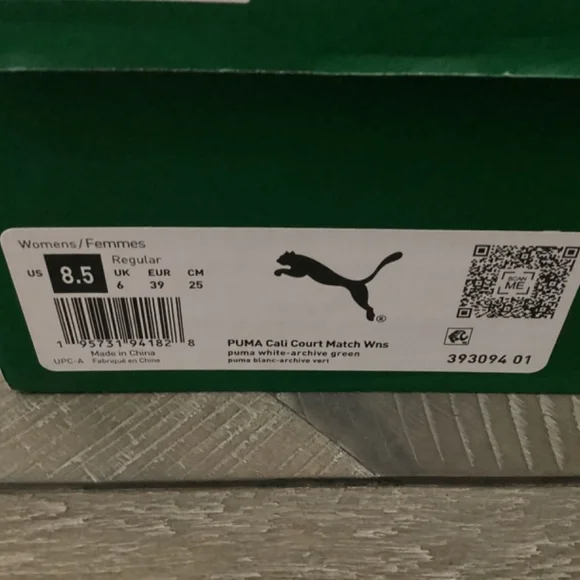 Womens/Femmes
Regular
US 8.5 UK 6 EUR 39 CM 25
1 95731 94182 8
Made in China
UPC-A Fabriqué en Chine
®
PUMA Cali Court Match Wns
puma white-archive green
puma blanc-archive vert
SCAN ME
393094 01